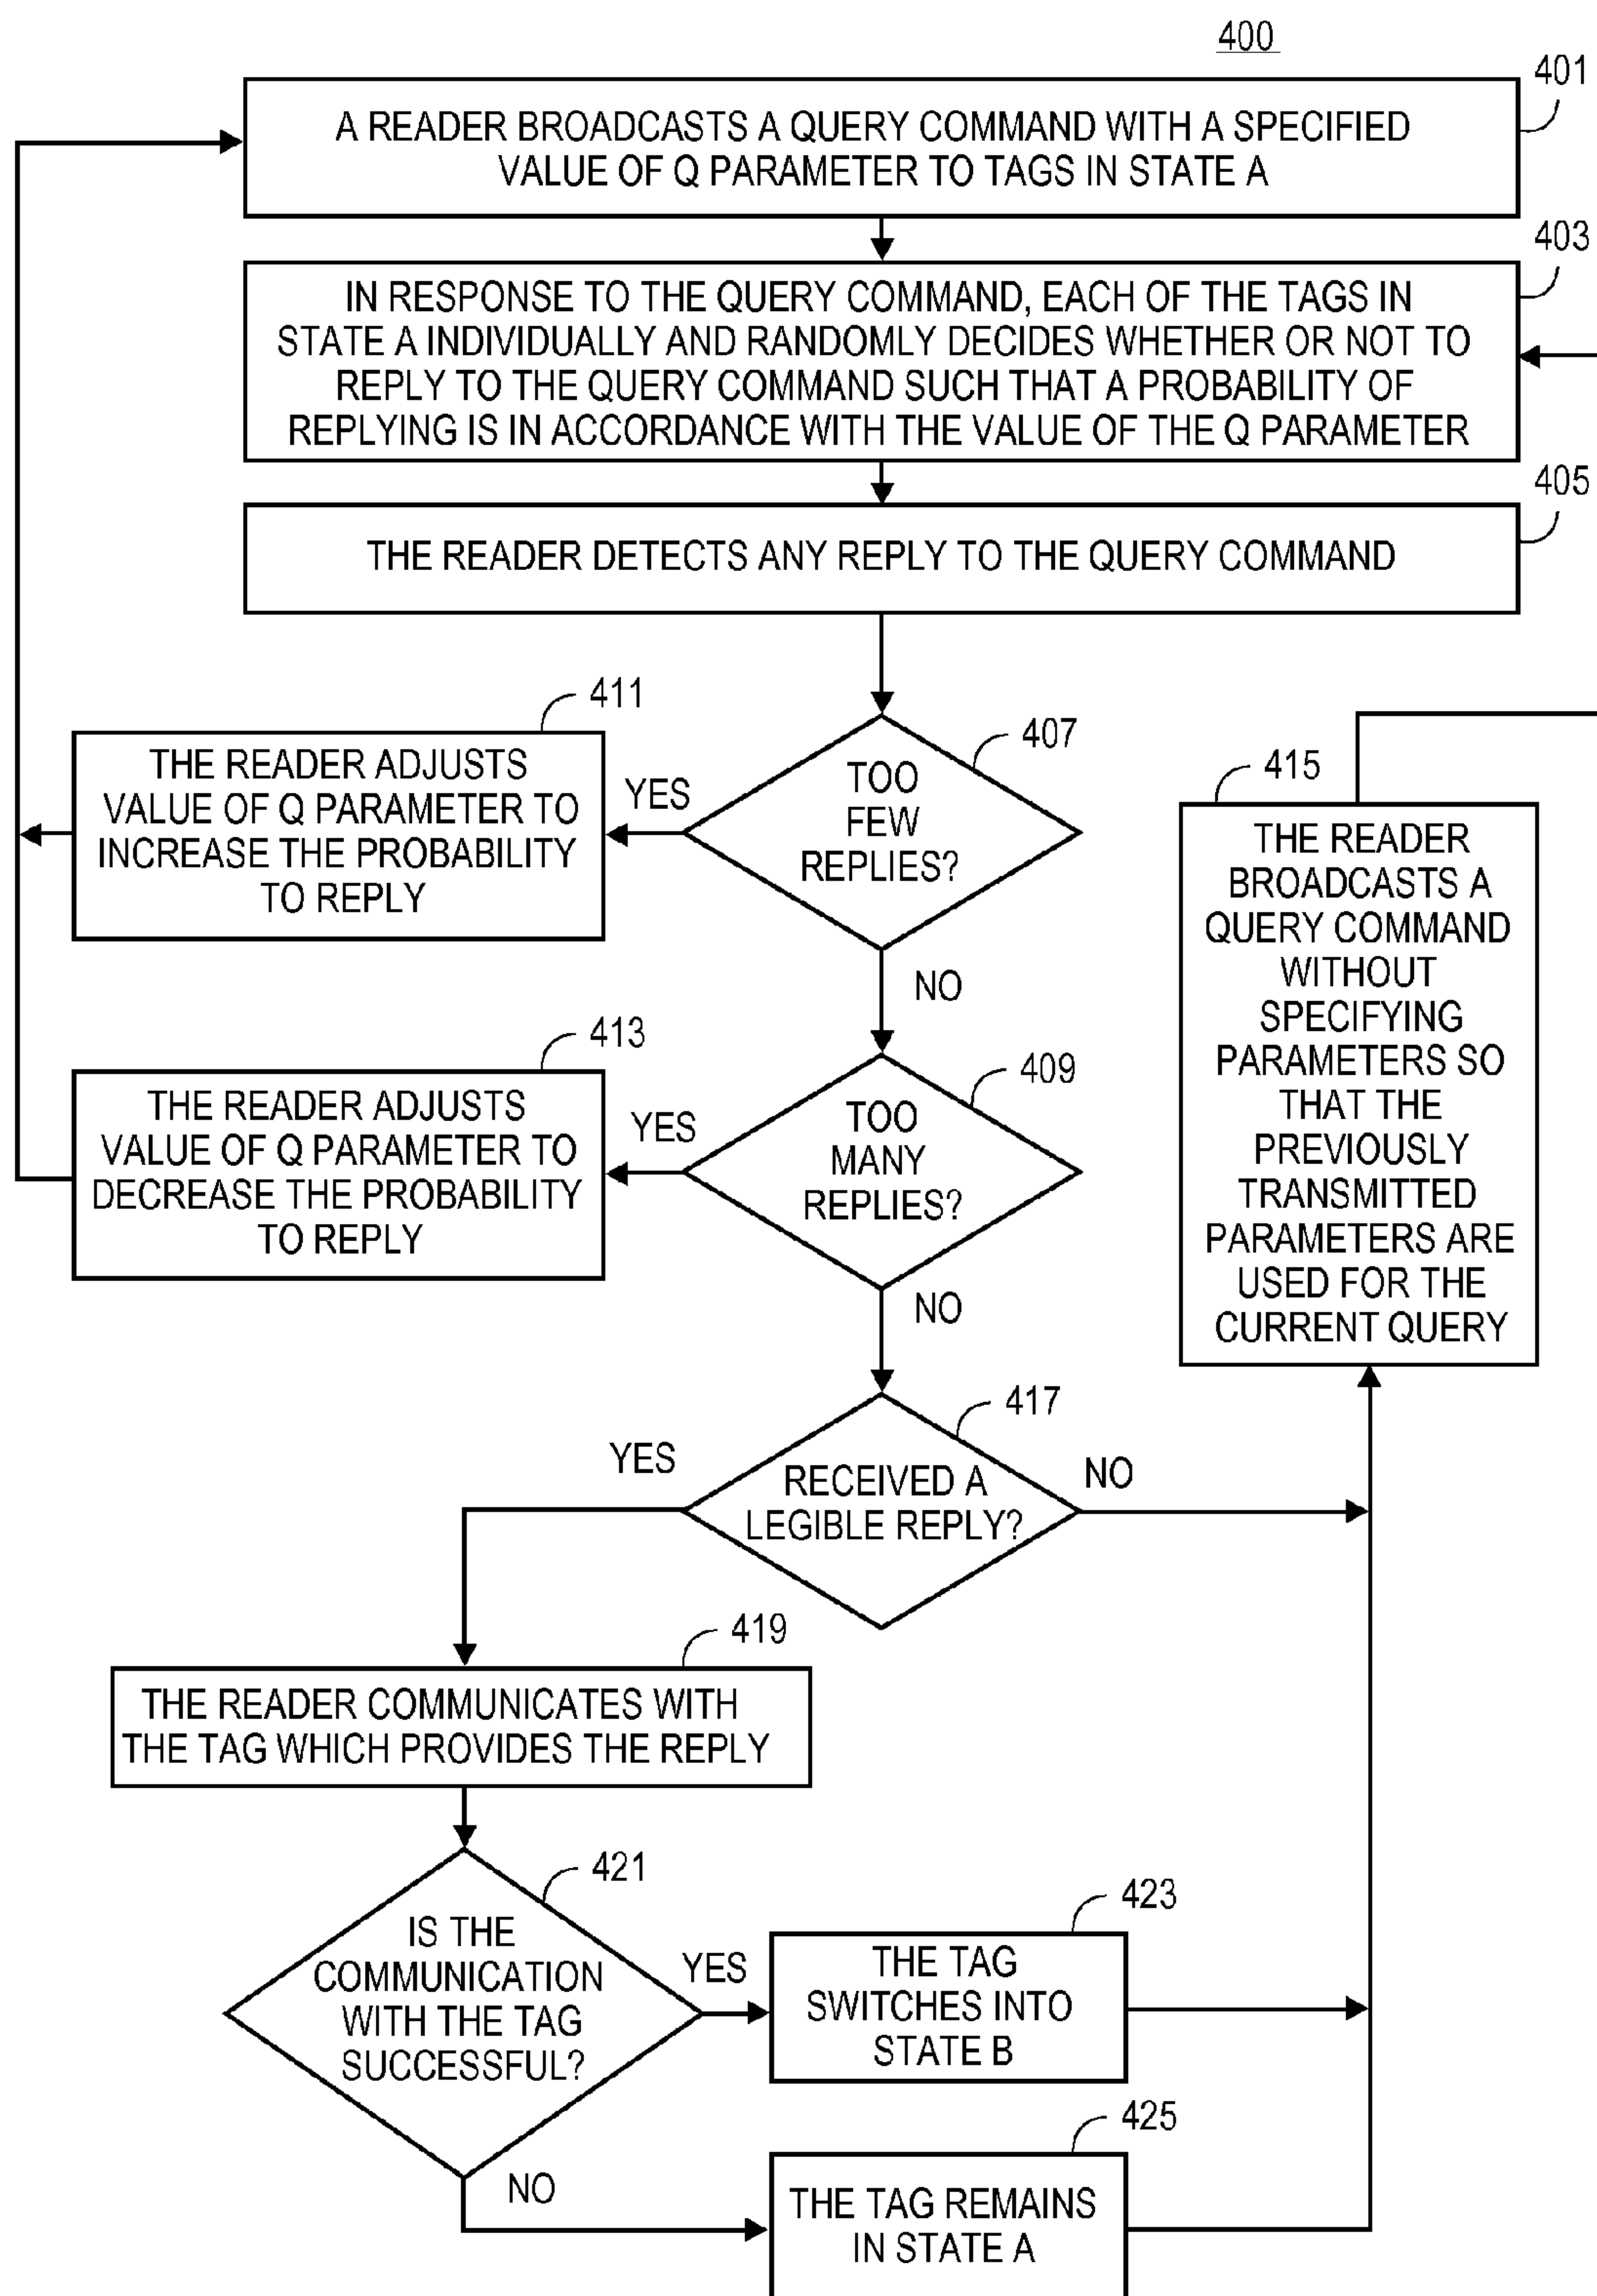 400
401
A READER BROADCASTS A QUERY COMMAND WITH A SPECIFIED
VALUE OF Q PARAMETER TO TAGS IN STATE A
403
IN RESPONSE TO THE QUERY COMMAND, EACH OF THE TAGS IN
STATE A INDIVIDUALLY AND RANDOMLY DECIDES WHETHER OR NOT TO
REPLY TO THE QUERY COMMAND SUCH THAT A PROBABILITY OF
REPLYING IS IN ACCORDANCE WITH THE VALUE OF THE Q PARAMETER
405
THE READER DETECTS ANY REPLY TO THE QUERY COMMAND
407
TOO
FEW
REPLIES?
YES
NO
411
THE READER ADJUSTS
VALUE OF Q PARAMETER TO
INCREASE THE PROBABILITY
TO REPLY
409
TOO
MANY
REPLIES?
YES
NO
413
THE READER ADJUSTS
VALUE OF Q PARAMETER TO
DECREASE THE PROBABILITY
TO REPLY
415
THE READER
BROADCASTS A
QUERY COMMAND
WITHOUT
SPECIFYING
PARAMETERS SO
THAT THE
PREVIOUSLY
TRANSMITTED
PARAMETERS ARE
USED FOR THE
CURRENT QUERY
417
RECEIVED A
LEGIBLE REPLY?
YES
NO
419
THE READER COMMUNICATES WITH
THE TAG WHICH PROVIDES THE REPLY
421
IS THE
COMMUNICATION
WITH THE TAG
SUCCESSFUL?
YES
NO
423
THE TAG
SWITCHES INTO
STATE B
425
THE TAG REMAINS
IN STATE A